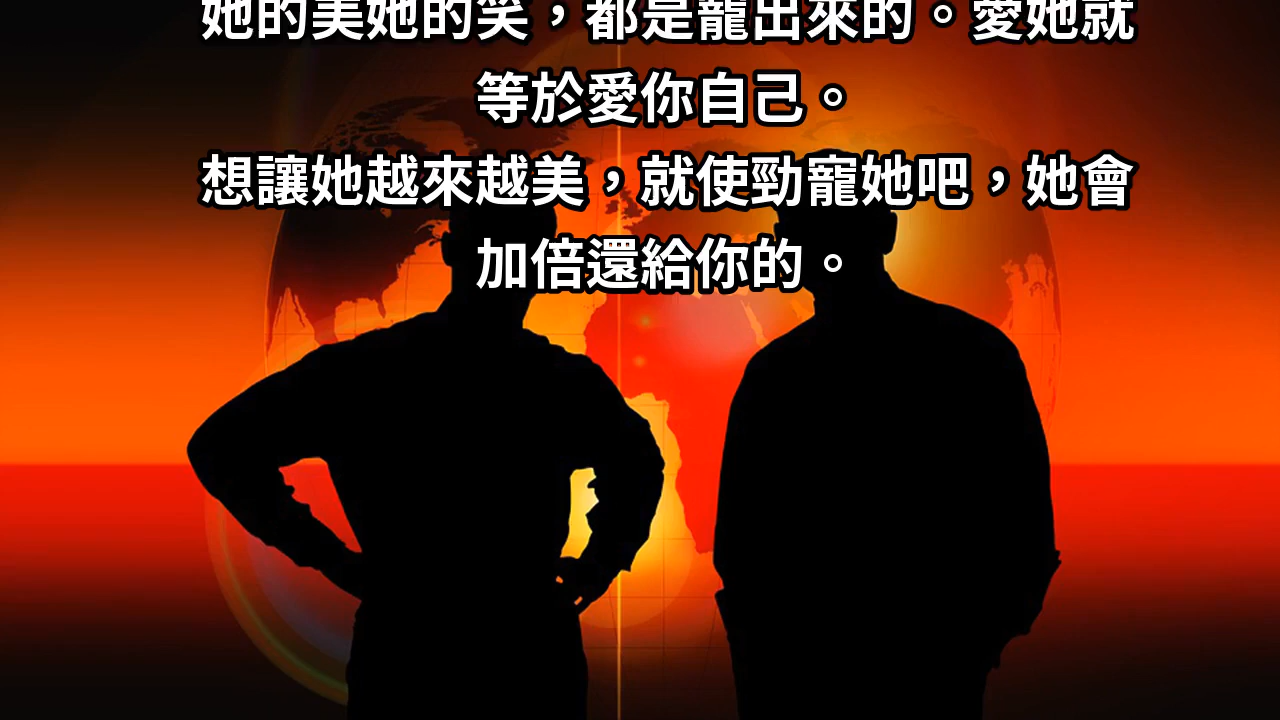 她的美她的笑，都是寵出來的。愛她就
等於愛你自己。
想讓她越來越美，就使勁寵她吧，她會
加倍還給你的。